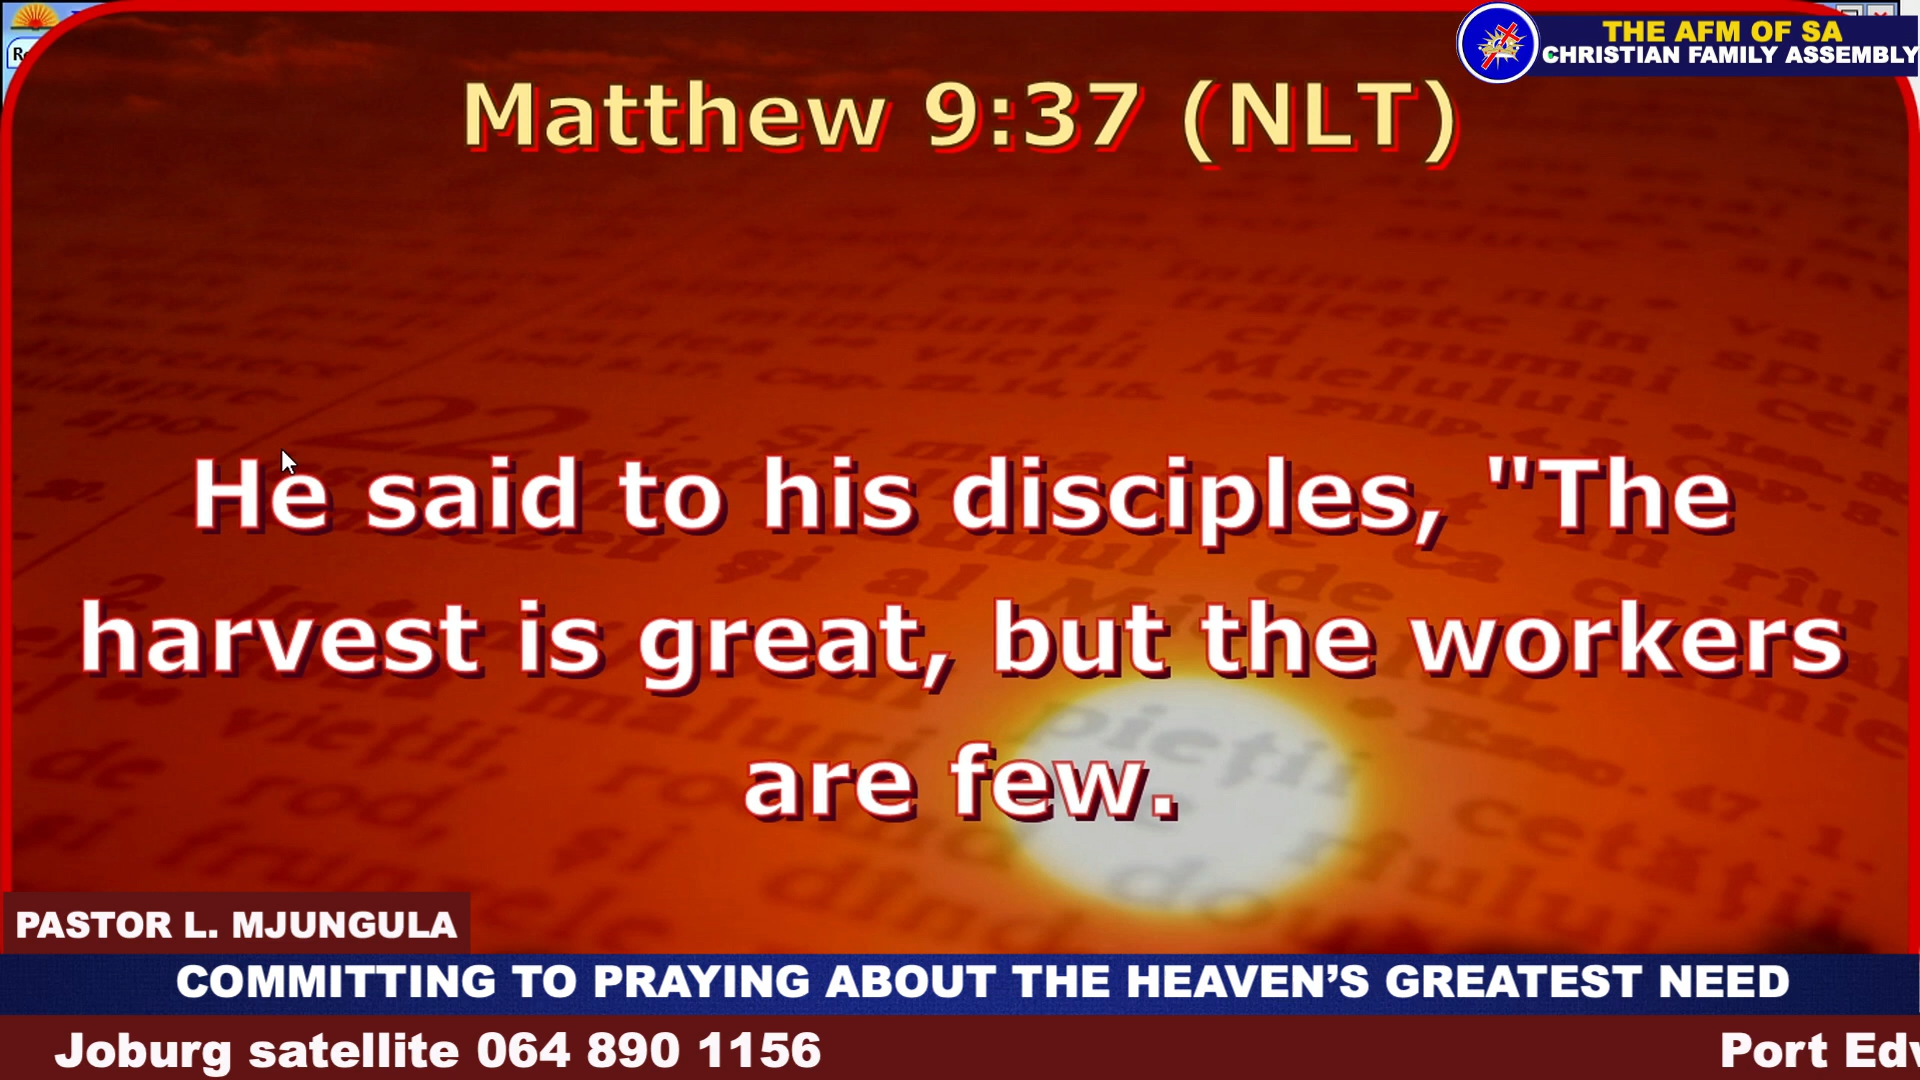 THE AFM OF SA
CHRISTIAN FAMILY ASSEMBLY
Matthew 9:37 (NLT)
He said to his disciples, "The
harvest is great, but the workers
are few.
PASTOR L. MJUNGULA
COMMITTING TO PRAYING ABOUT THE HEAVEN’S GREATEST NEED
Joburg satellite 064 890 1156
Port